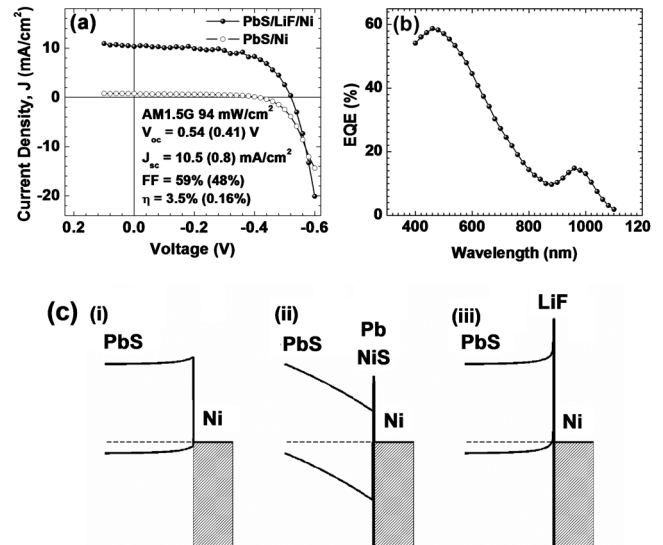 (a)
PbS/LiF/Ni
PbS/Ni
Current Density, J (mA/cm²)
10
0
-10
-20
AM1.5G 94 mW/cm²
V_oc = 0.54 (0.41) V
J_sc = 10.5 (0.8) mA/cm²
FF = 59% (48%)
η = 3.5% (0.16%)
0.2 0.0 -0.2 -0.4 -0.6
Voltage (V)
(b)
EQE (%)
60
40
20
0
400 600 800 1000 1200
Wavelength (nm)
(c)
(i)
PbS
Ni
(ii)
PbS
Pb
NiS
Ni
(iii)
PbS
LiF
Ni